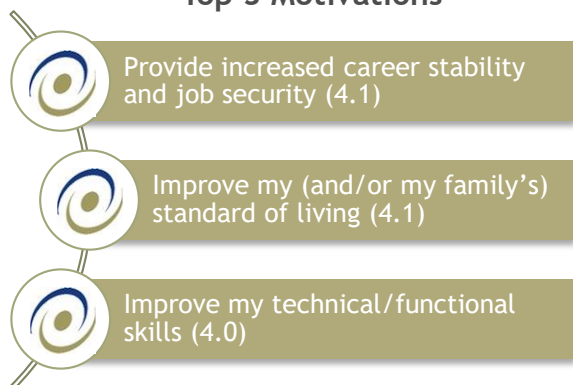 Top 3 Motivations
Provide increased career stability
and job security (4.1)
Improve my (and/or my family’s)
standard of living (4.1)
Improve my technical/functional
skills (4.0)